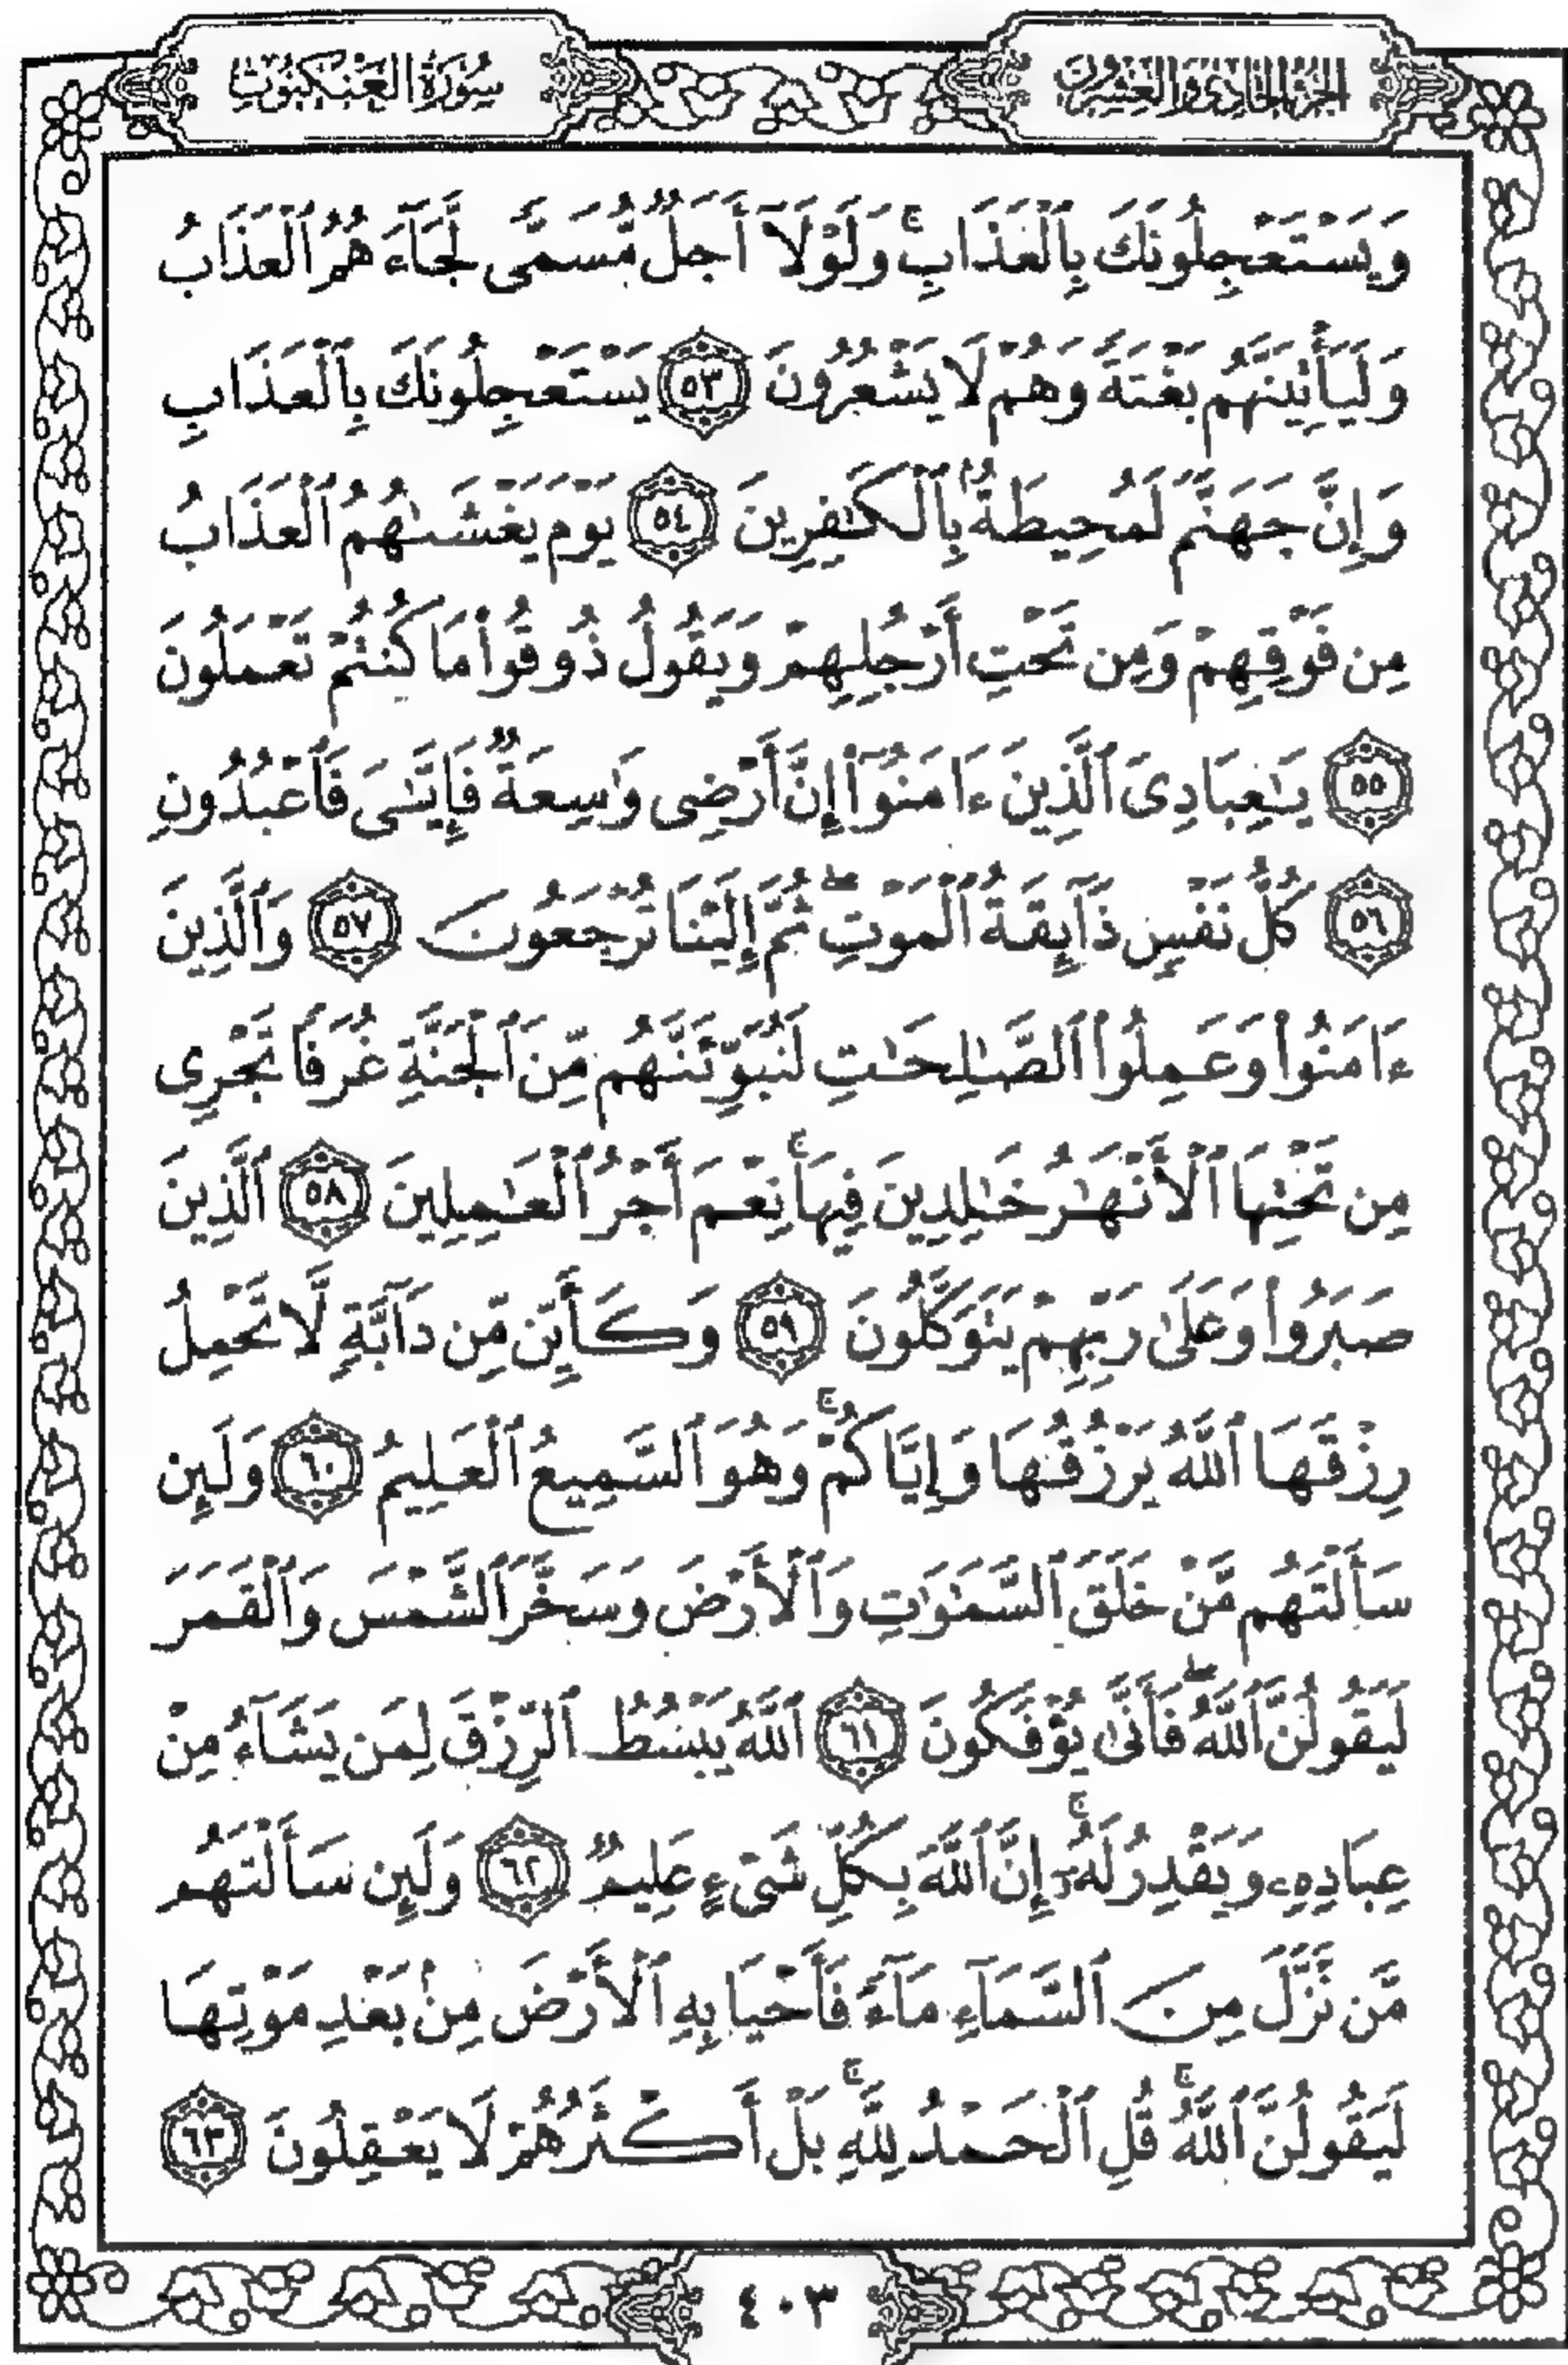 الجزء الحادي والعشرون
سورة العنكبوت
وَيَسْتَعْجِلُونَكَ بِٱلْعَذَابِۚ وَلَوْلَآ أَجَلٌ مُّسَمًّى لَّجَآءَهُمُ ٱلْعَذَابُ
وَلَيَأْتِيَنَّهُم بَغْتَةً وَهُمْ لَا يَشْعُرُونَ ٥٣ يَسْتَعْجِلُونَكَ بِٱلْعَذَابِ
وَإِنَّ جَهَنَّمَ لَمُحِيطَةٌۢ بِٱلْكَٰفِرِينَ ٥٤ يَوْمَ يَغْشَىٰهُمُ ٱلْعَذَابُ
مِن فَوْقِهِمْ وَمِن تَحْتِ أَرْجُلِهِمْ وَيَقُولُ ذُوقُوا۟ مَا كُنتُمْ تَعْمَلُونَ
٥٥ يَٰعِبَادِىَ ٱلَّذِينَ ءَامَنُوٓا۟ إِنَّ أَرْضِى وَٰسِعَةٌ فَإِيَّٰىَ فَٱعْبُدُونِ
٥٦ كُلُّ نَفْسٍ ذَآئِقَةُ ٱلْمَوْتِۖ ثُمَّ إِلَيْنَا تُرْجَعُونَ ٥٧ وَٱلَّذِينَ
ءَامَنُوا۟ وَعَمِلُوا۟ ٱلصَّٰلِحَٰتِ لَنُبَوِّئَنَّهُم مِّنَ ٱلْجَنَّةِ غُرَفًا تَجْرِى
مِن تَحْتِهَا ٱلْأَنْهَٰرُ خَٰلِدِينَ فِيهَاۚ نِعْمَ أَجْرُ ٱلْعَٰمِلِينَ ٥٨ ٱلَّذِينَ
صَبَرُوا۟ وَعَلَىٰ رَبِّهِمْ يَتَوَكَّلُونَ ٥٩ وَكَأَيِّن مِّن دَآبَّةٍ لَّا تَحْمِلُ
رِزْقَهَا ٱللَّهُ يَرْزُقُهَا وَإِيَّاكُمْۚ وَهُوَ ٱلسَّمِيعُ ٱلْعَلِيمُ ٦٠ وَلَئِن
سَأَلْتَهُم مَّنْ خَلَقَ ٱلسَّمَٰوَٰتِ وَٱلْأَرْضَ وَسَخَّرَ ٱلشَّمْسَ وَٱلْقَمَرَ
لَيَقُولُنَّ ٱللَّهُۖ فَأَنَّىٰ يُؤْفَكُونَ ٦١ ٱللَّهُ يَبْسُطُ ٱلرِّزْقَ لِمَن يَشَآءُ مِنْ
عِبَادِهِۦ وَيَقْدِرُ لَهُۥٓۚ إِنَّ ٱللَّهَ بِكُلِّ شَىْءٍ عَلِيمٌ ٦٢ وَلَئِن سَأَلْتَهُم
مَّن نَّزَّلَ مِنَ ٱلسَّمَآءِ مَآءً فَأَحْيَا بِهِ ٱلْأَرْضَ مِنۢ بَعْدِ مَوْتِهَا
لَيَقُولُنَّ ٱللَّهُۚ قُلِ ٱلْحَمْدُ لِلَّهِۚ بَلْ أَكْثَرُهُمْ لَا يَعْقِلُونَ ٦٣
٤٠٣